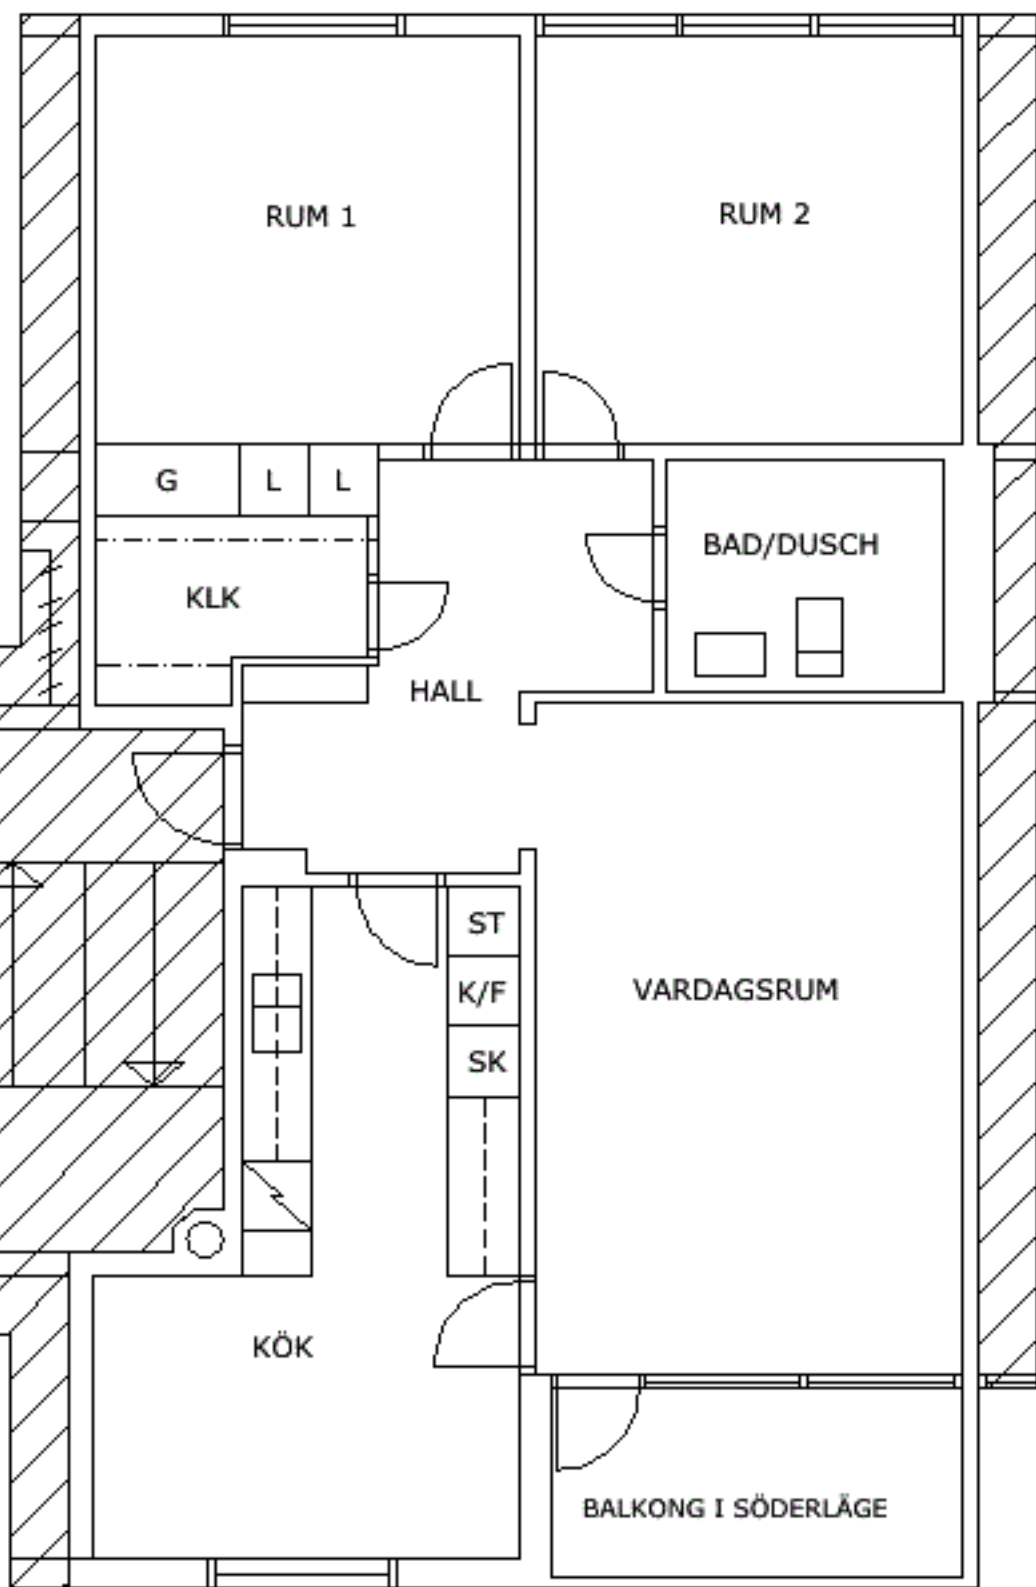 RUM 1
RUM 2
G
L
L
BAD/DUSCH
KLK
HALL
ST
K/F
SK
VARDAGSRUM
KÖK
BALKONG I SÖDERLÄGE